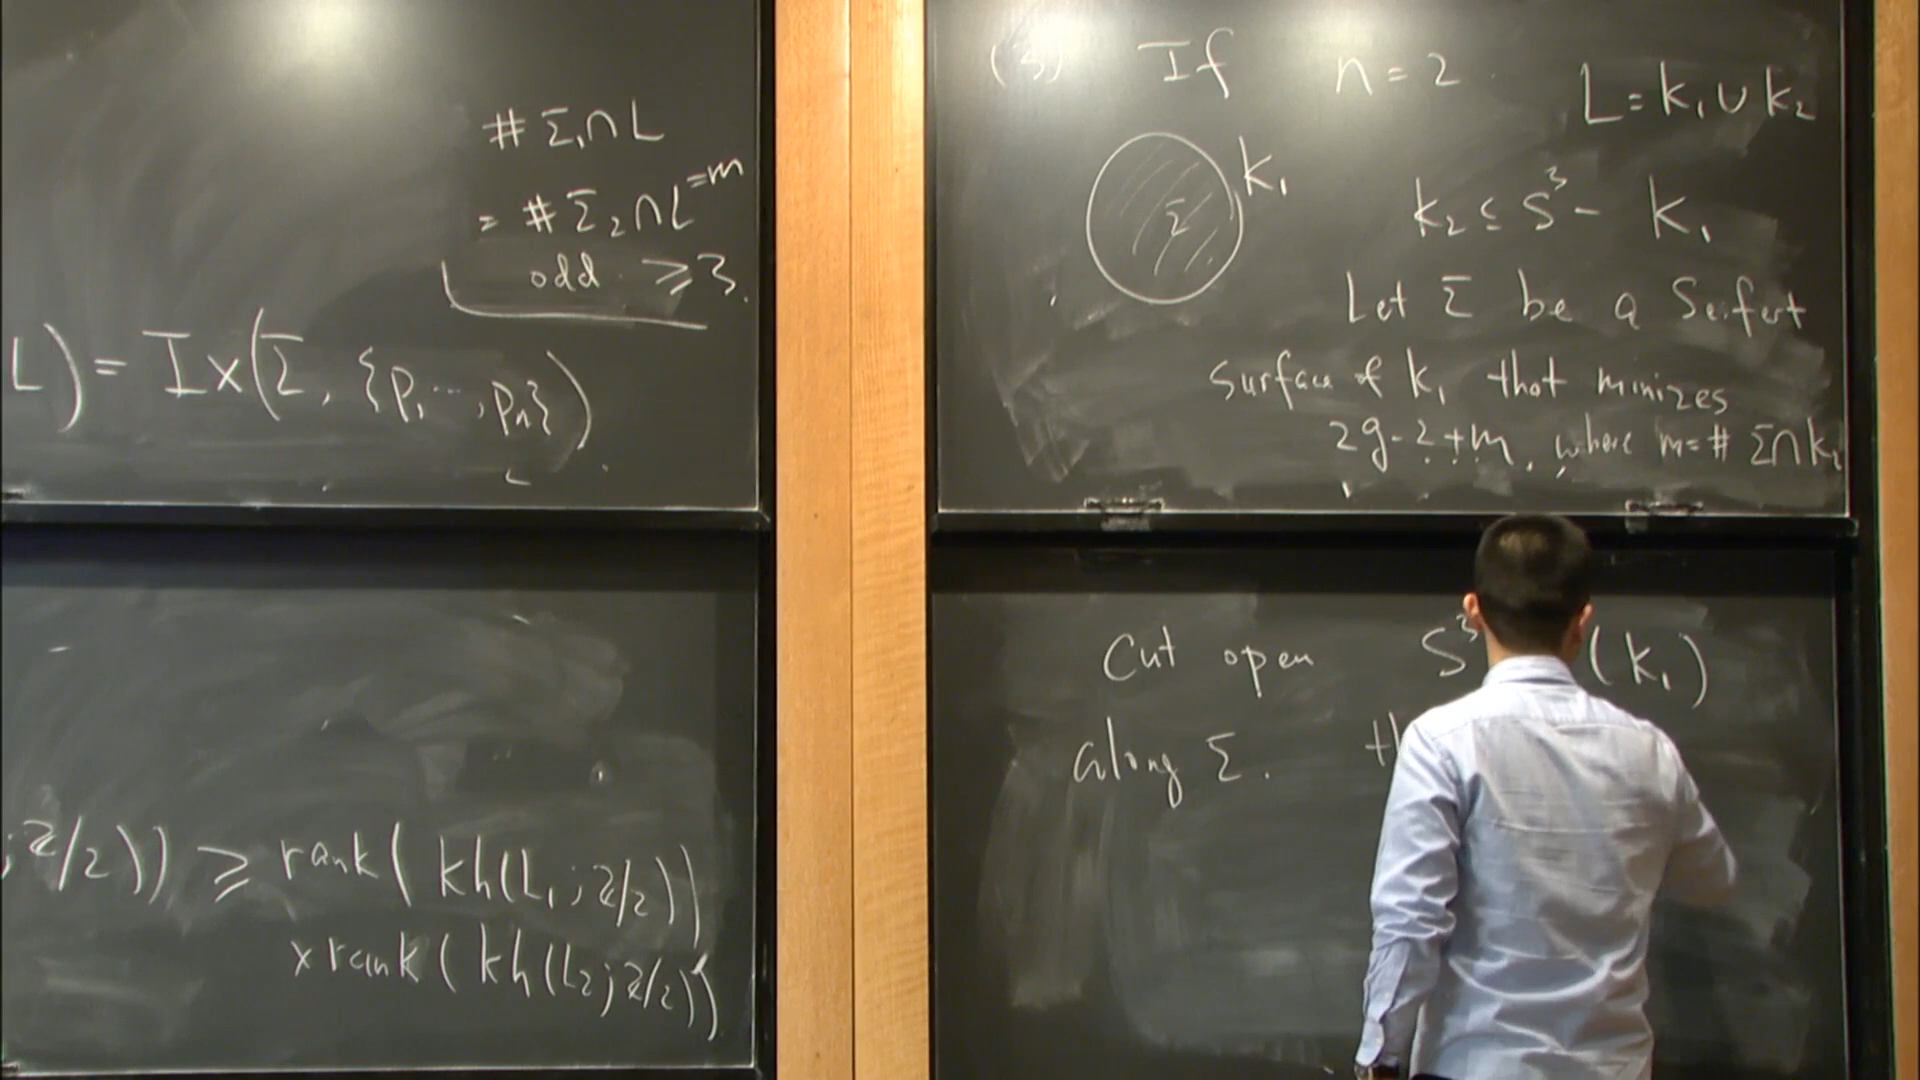 # Σ₁∩L
= # Σ₂∩L =m
odd ≥3.
L) = I x (Σ, {p₁ ..., pₙ})
; Z/2)) ≥ rank( kh(L₁; Z/2))
x rank( kh(L₂; Z/2))
(3) If n=2. L= K₁ ∪ K₂
K₁
Σ
K₂ ⊆ S³ - K₁
Let Σ be a Seifert
surface of K₁ that minizes
2g-2+m, where m=# Σ∩K₂
Cut open S³ (K₁)
along Σ.